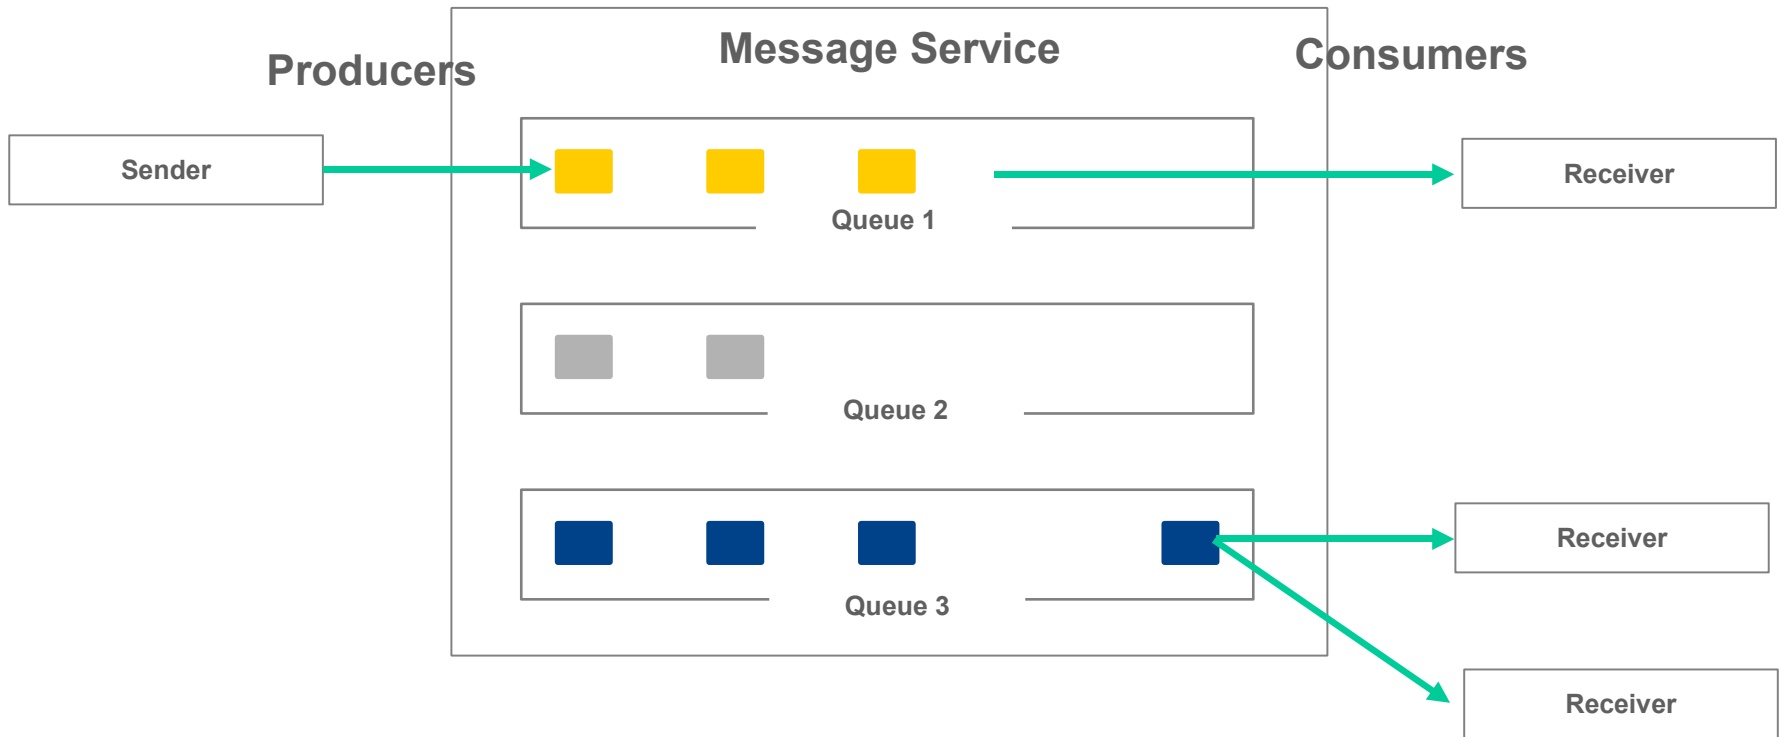 Message Service
Producers
Consumers
Sender
Receiver
Queue 1
Queue 2
Receiver
Queue 3
Receiver